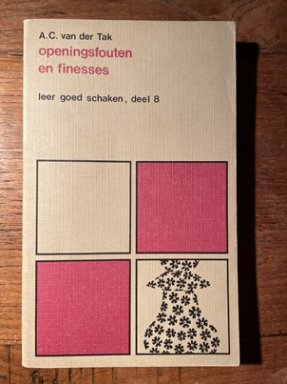 A.C. van der Tak
openingsfouten
en finesses
leer goed schaken, deel 8